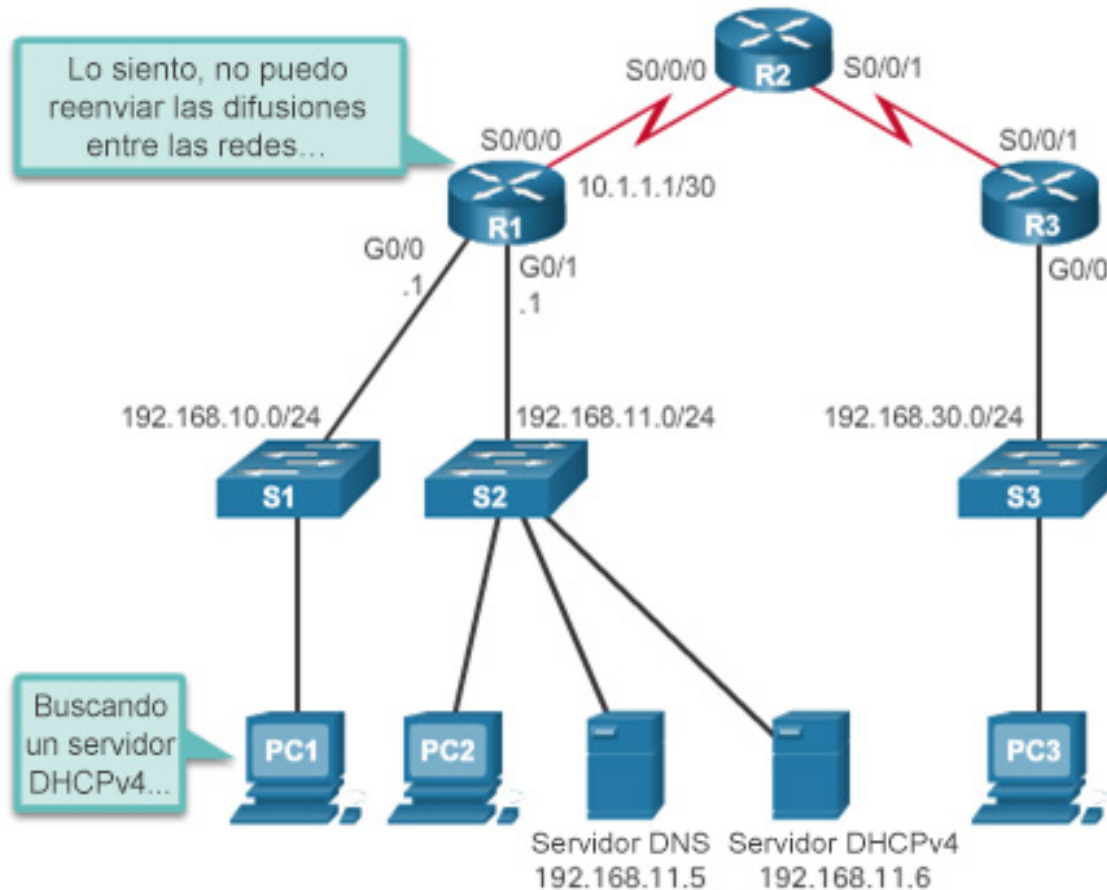 Lo siento, no puedo
reenviar las difusiones
entre las redes...
S0/0/0
R2
S0/0/1
S0/0/0
10.1.1.1/30
S0/0/1
R1
R3
G0/0
.1
G0/1
.1
G0/0
192.168.10.0/24
192.168.11.0/24
192.168.30.0/24
S1
S2
S3
Buscando
un servidor
DHCPv4...
PC1
PC2
PC3
Servidor DNS
192.168.11.5
Servidor DHCPv4
192.168.11.6